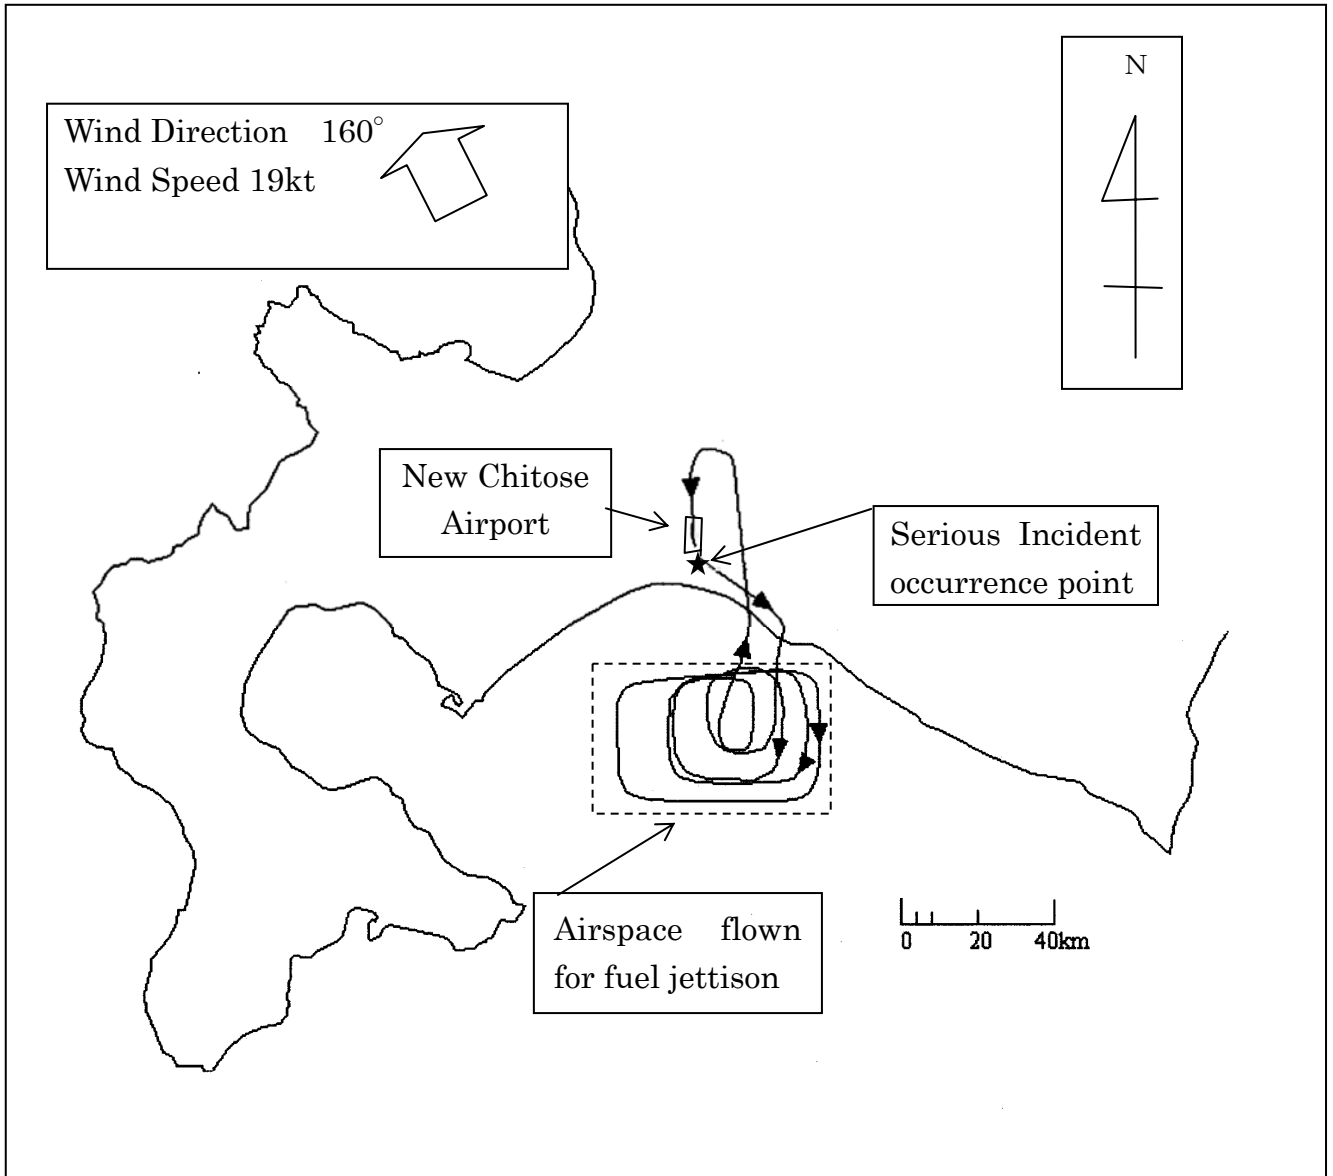 N
Wind Direction 160°
Wind Speed 19kt
New Chitose
Airport
Serious Incident
occurrence point
Airspace flown
for fuel jettison
0 20 40km